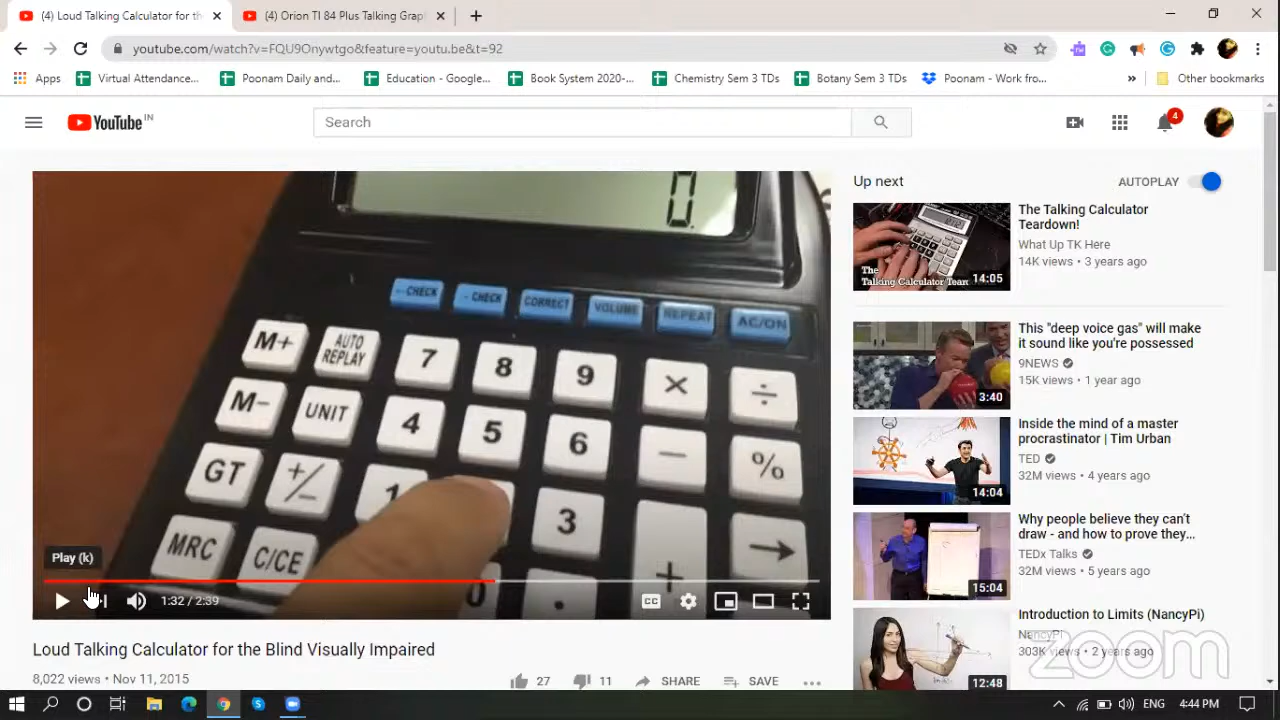 (4) Loud Talking Calculator for the
(4) Orion TI 84 Plus Talking Grap
youtube.com/watch?v=FQU9Onywtgo&feature=youtu.be&t=92
Apps
Virtual Attendance...
Poonam Daily and...
Education - Google...
Book System 2020-...
Chemistry Sem 3 TDs
Botany Sem 3 TDs
Poonam - Work fro...
»
Other bookmarks
YouTube IN
Search
4
0
--CHECK
-CHECK
CORRECT
VOLUME
REPEAT
AC/ON
M+
AUTO REPLAY
7
8
9
×
÷
M-
UNIT
4
5
6
−
%
GT
+/−
1
3
→
MRC
C/CE
0
.
+
Play (k)
1:32 / 2:39
CC
Loud Talking Calculator for the Blind Visually Impaired
8,022 views • Nov 11, 2015
27
11
SHARE
SAVE
Up next
AUTOPLAY
The Talking Calculator Tear
14:05
The Talking Calculator
Teardown!
What Up TK Here
14K views • 3 years ago
3:40
This "deep voice gas" will make
it sound like you're possessed
9NEWS
15K views • 1 year ago
14:04
Inside the mind of a master
procrastinator | Tim Urban
TED
32M views • 4 years ago
15:04
Why people believe they can't
draw - and how to prove they...
TEDx Talks
32M views • 5 years ago
12:48
Introduction to Limits (NancyPi)
NancyPi
303K views • 2 years ago
zoom
ENG
4:44 PM